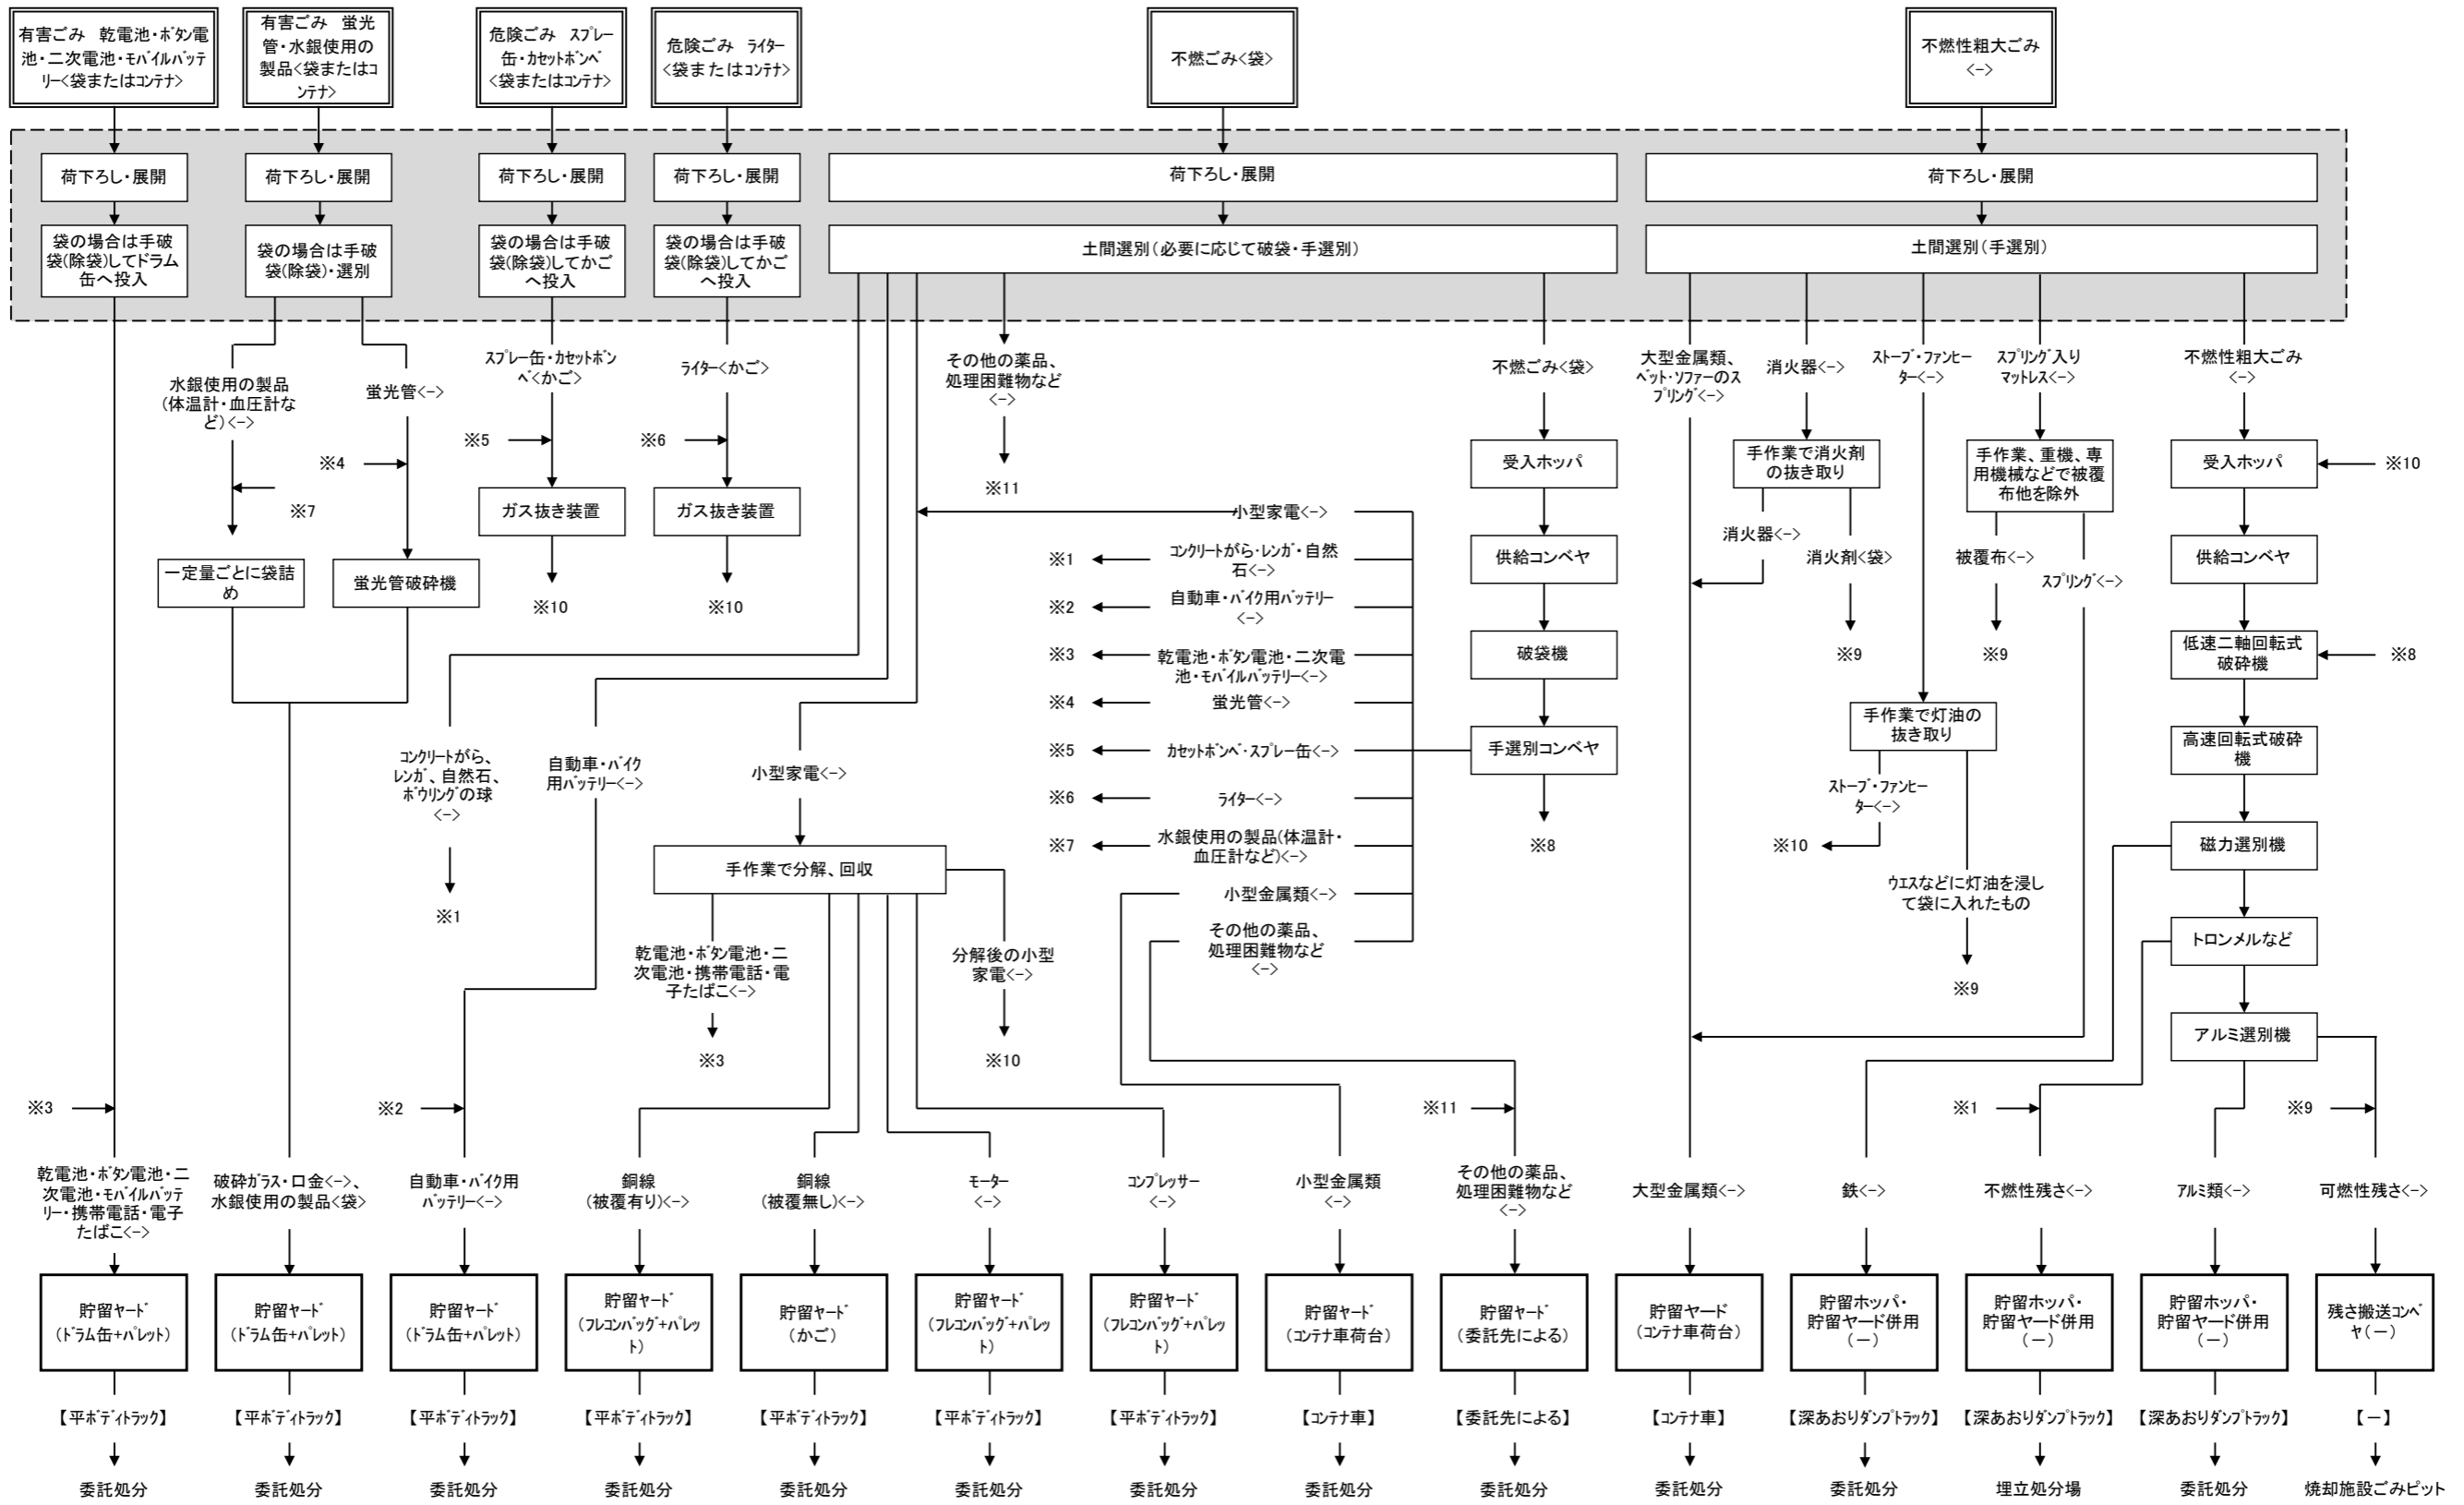 有害ごみ　乾電池・ﾎﾞﾀﾝ電
池・二次電池・ﾓﾊﾞｲﾙﾊﾞｯﾃ
ﾘｰ<袋またはｺﾝﾃﾅ>
有害ごみ　蛍光
管・水銀使用の
製品<袋またはｺ
ﾝﾃﾅ>
危険ごみ　ｽﾌﾟﾚｰ
缶・ｶｾｯﾄﾎﾞﾝﾍﾞ
<袋またはｺﾝﾃﾅ>
危険ごみ　ﾗｲﾀｰ
<袋またはｺﾝﾃﾅ>
不燃ごみ<袋>
不燃性粗大ごみ
<->
荷下ろし・展開
荷下ろし・展開
荷下ろし・展開
荷下ろし・展開
荷下ろし・展開
荷下ろし・展開
袋の場合は手破
袋(除袋)してドラム
缶へ投入
袋の場合は手破
袋(除袋)・選別
袋の場合は手破
袋(除袋)してかご
へ投入
袋の場合は手破
袋(除袋)してかご
へ投入
土間選別(必要に応じて破袋・手選別)
土間選別(手選別)
水銀使用の製品
(体温計・血圧計な
ど)<->
蛍光管<->
ｽﾌﾟﾚｰ缶・ｶｾｯﾄﾎﾞﾝ
ﾍﾞ<かご>
ﾗｲﾀｰ<かご>
その他の薬品、
処理困難物など
<->
不燃ごみ<袋>
大型金属類、
ﾍﾞｯﾄ・ｿﾌｧｰのｽ
ﾌﾟﾘﾝｸﾞ<->
消火器<->
ｽﾄｰﾌﾞ・ﾌｧﾝﾋｰ
ﾀｰ<->
ｽﾌﾟﾘﾝｸﾞ入り
ﾏｯﾄﾚｽ<->
不燃性粗大ごみ
<->
※4
※7
※5
※6
※11
受入ホッパ
手作業で消火剤
の抜き取り
手作業、重機、専
用機械などで被覆
布他を除外
受入ホッパ
※10
ガス抜き装置
ガス抜き装置
小型家電<->
消火器<->
消火剤<袋>
被覆布<->
ｽﾌﾟﾘﾝｸﾞ<->
一定量ごとに袋詰
め
蛍光管破砕機
※10
※10
※1
ｺﾝｸﾘｰﾄがら・ﾚﾝｶﾞ・自然
石<->
供給コンベヤ
供給コンベヤ
※2
自動車・ﾊﾞｲｸ用ﾊﾞｯﾃﾘｰ
<->
※3
乾電池・ﾎﾞﾀﾝ電池・二次電
池・ﾓﾊﾞｲﾙﾊﾞｯﾃﾘｰ<->
破袋機
※9
※9
低速二軸回転式
破砕機
※8
※4
蛍光管<->
手作業で灯油の
抜き取り
ｺﾝｸﾘｰﾄがら、
ﾚﾝｶﾞ、自然石、
ﾎﾞｳﾘﾝｸﾞの球
<->
自動車・ﾊﾞｲｸ
用ﾊﾞｯﾃﾘｰ<->
小型家電<->
※5
ｶｾｯﾄﾎﾞﾝﾍﾞ・ｽﾌﾟﾚｰ缶<->
手選別コンベヤ
高速回転式破砕
機
※6
ﾗｲﾀｰ<->
ｽﾄｰﾌﾞ・ﾌｧﾝﾋｰ
ﾀｰ<->
※7
水銀使用の製品(体温計・
血圧計など)<->
※8
※10
磁力選別機
手作業で分解、回収
小型金属類<->
ｳｴｽなどに灯油を浸し
て袋に入れたもの
※1
乾電池・ﾎﾞﾀﾝ電池・二
次電池・携帯電話・電
子たばこ<->
分解後の小型
家電<->
その他の薬品、
処理困難物など
<->
トロンメルなど
※9
※3
※10
アルミ選別機
※3
※2
※11
※1
※9
乾電池・ﾎﾞﾀﾝ電池・二
次電池・ﾓﾊﾞｲﾙﾊﾞｯﾃ
ﾘｰ・携帯電話・電子
たばこ<->
破砕ｶﾞﾗｽ・口金<->、
水銀使用の製品<袋>
自動車・ﾊﾞｲｸ用
ﾊﾞｯﾃﾘｰ<->
銅線
(被覆有り)<->
銅線
(被覆無し)<->
ﾓｰﾀｰ
<->
ｺﾝﾌﾟﾚｯｻｰ
<->
小型金属類
<->
その他の薬品、
処理困難物など
<->
大型金属類<->
鉄<->
不燃性残さ<->
ｱﾙﾐ類<->
可燃性残さ<->
貯留ﾔｰﾄﾞ
(ﾄﾞﾗﾑ缶+ﾊﾟﾚｯﾄ)
貯留ﾔｰﾄﾞ
(ﾄﾞﾗﾑ缶+ﾊﾟﾚｯﾄ)
貯留ﾔｰﾄﾞ
(ﾄﾞﾗﾑ缶+ﾊﾟﾚｯﾄ)
貯留ﾔｰﾄﾞ
(ﾌﾚｺﾝﾊﾞｯｸﾞ+ﾊﾟﾚｯ
ﾄ)
貯留ﾔｰﾄﾞ
(かご)
貯留ﾔｰﾄﾞ
(ﾌﾚｺﾝﾊﾞｯｸﾞ+ﾊﾟﾚｯ
ﾄ)
貯留ﾔｰﾄﾞ
(ﾌﾚｺﾝﾊﾞｯｸﾞ+ﾊﾟﾚｯ
ﾄ)
貯留ﾔｰﾄﾞ
(ｺﾝﾃﾅ車荷台)
貯留ﾔｰﾄﾞ
(委託先による)
貯留ヤード
(ｺﾝﾃﾅ車荷台)
貯留ホッパ・
貯留ヤード併用
(－)
貯留ホッパ・
貯留ヤード併用
(－)
貯留ホッパ・
貯留ヤード併用
(－)
残さ搬送ｺﾝﾍﾞ
ﾔ(－)
【平ﾎﾞﾃﾞｨﾄﾗｯｸ】
【平ﾎﾞﾃﾞｨﾄﾗｯｸ】
【平ﾎﾞﾃﾞｨﾄﾗｯｸ】
【平ﾎﾞﾃﾞｨﾄﾗｯｸ】
【平ﾎﾞﾃﾞｨﾄﾗｯｸ】
【平ﾎﾞﾃﾞｨﾄﾗｯｸ】
【平ﾎﾞﾃﾞｨﾄﾗｯｸ】
【ｺﾝﾃﾅ車】
【委託先による】
【ｺﾝﾃﾅ車】
【深あおりﾀﾞﾝﾌﾟﾄﾗｯｸ】
【深あおりﾀﾞﾝﾌﾟﾄﾗｯｸ】
【深あおりﾀﾞﾝﾌﾟﾄﾗｯｸ】
【－】
委託処分
委託処分
委託処分
委託処分
委託処分
委託処分
委託処分
委託処分
委託処分
委託処分
委託処分
埋立処分場
委託処分
焼却施設ごみピット